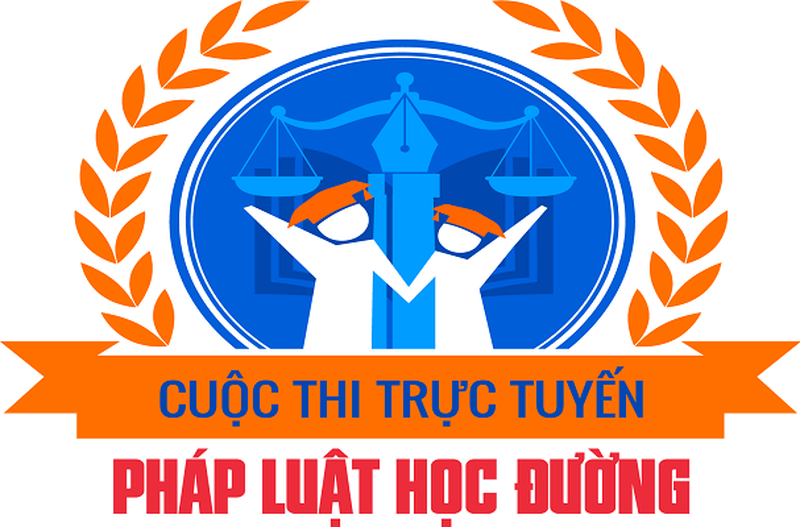 CUỘC THI TRỰC TUYẾN
PHÁP LUẬT HỌC ĐƯỜNG